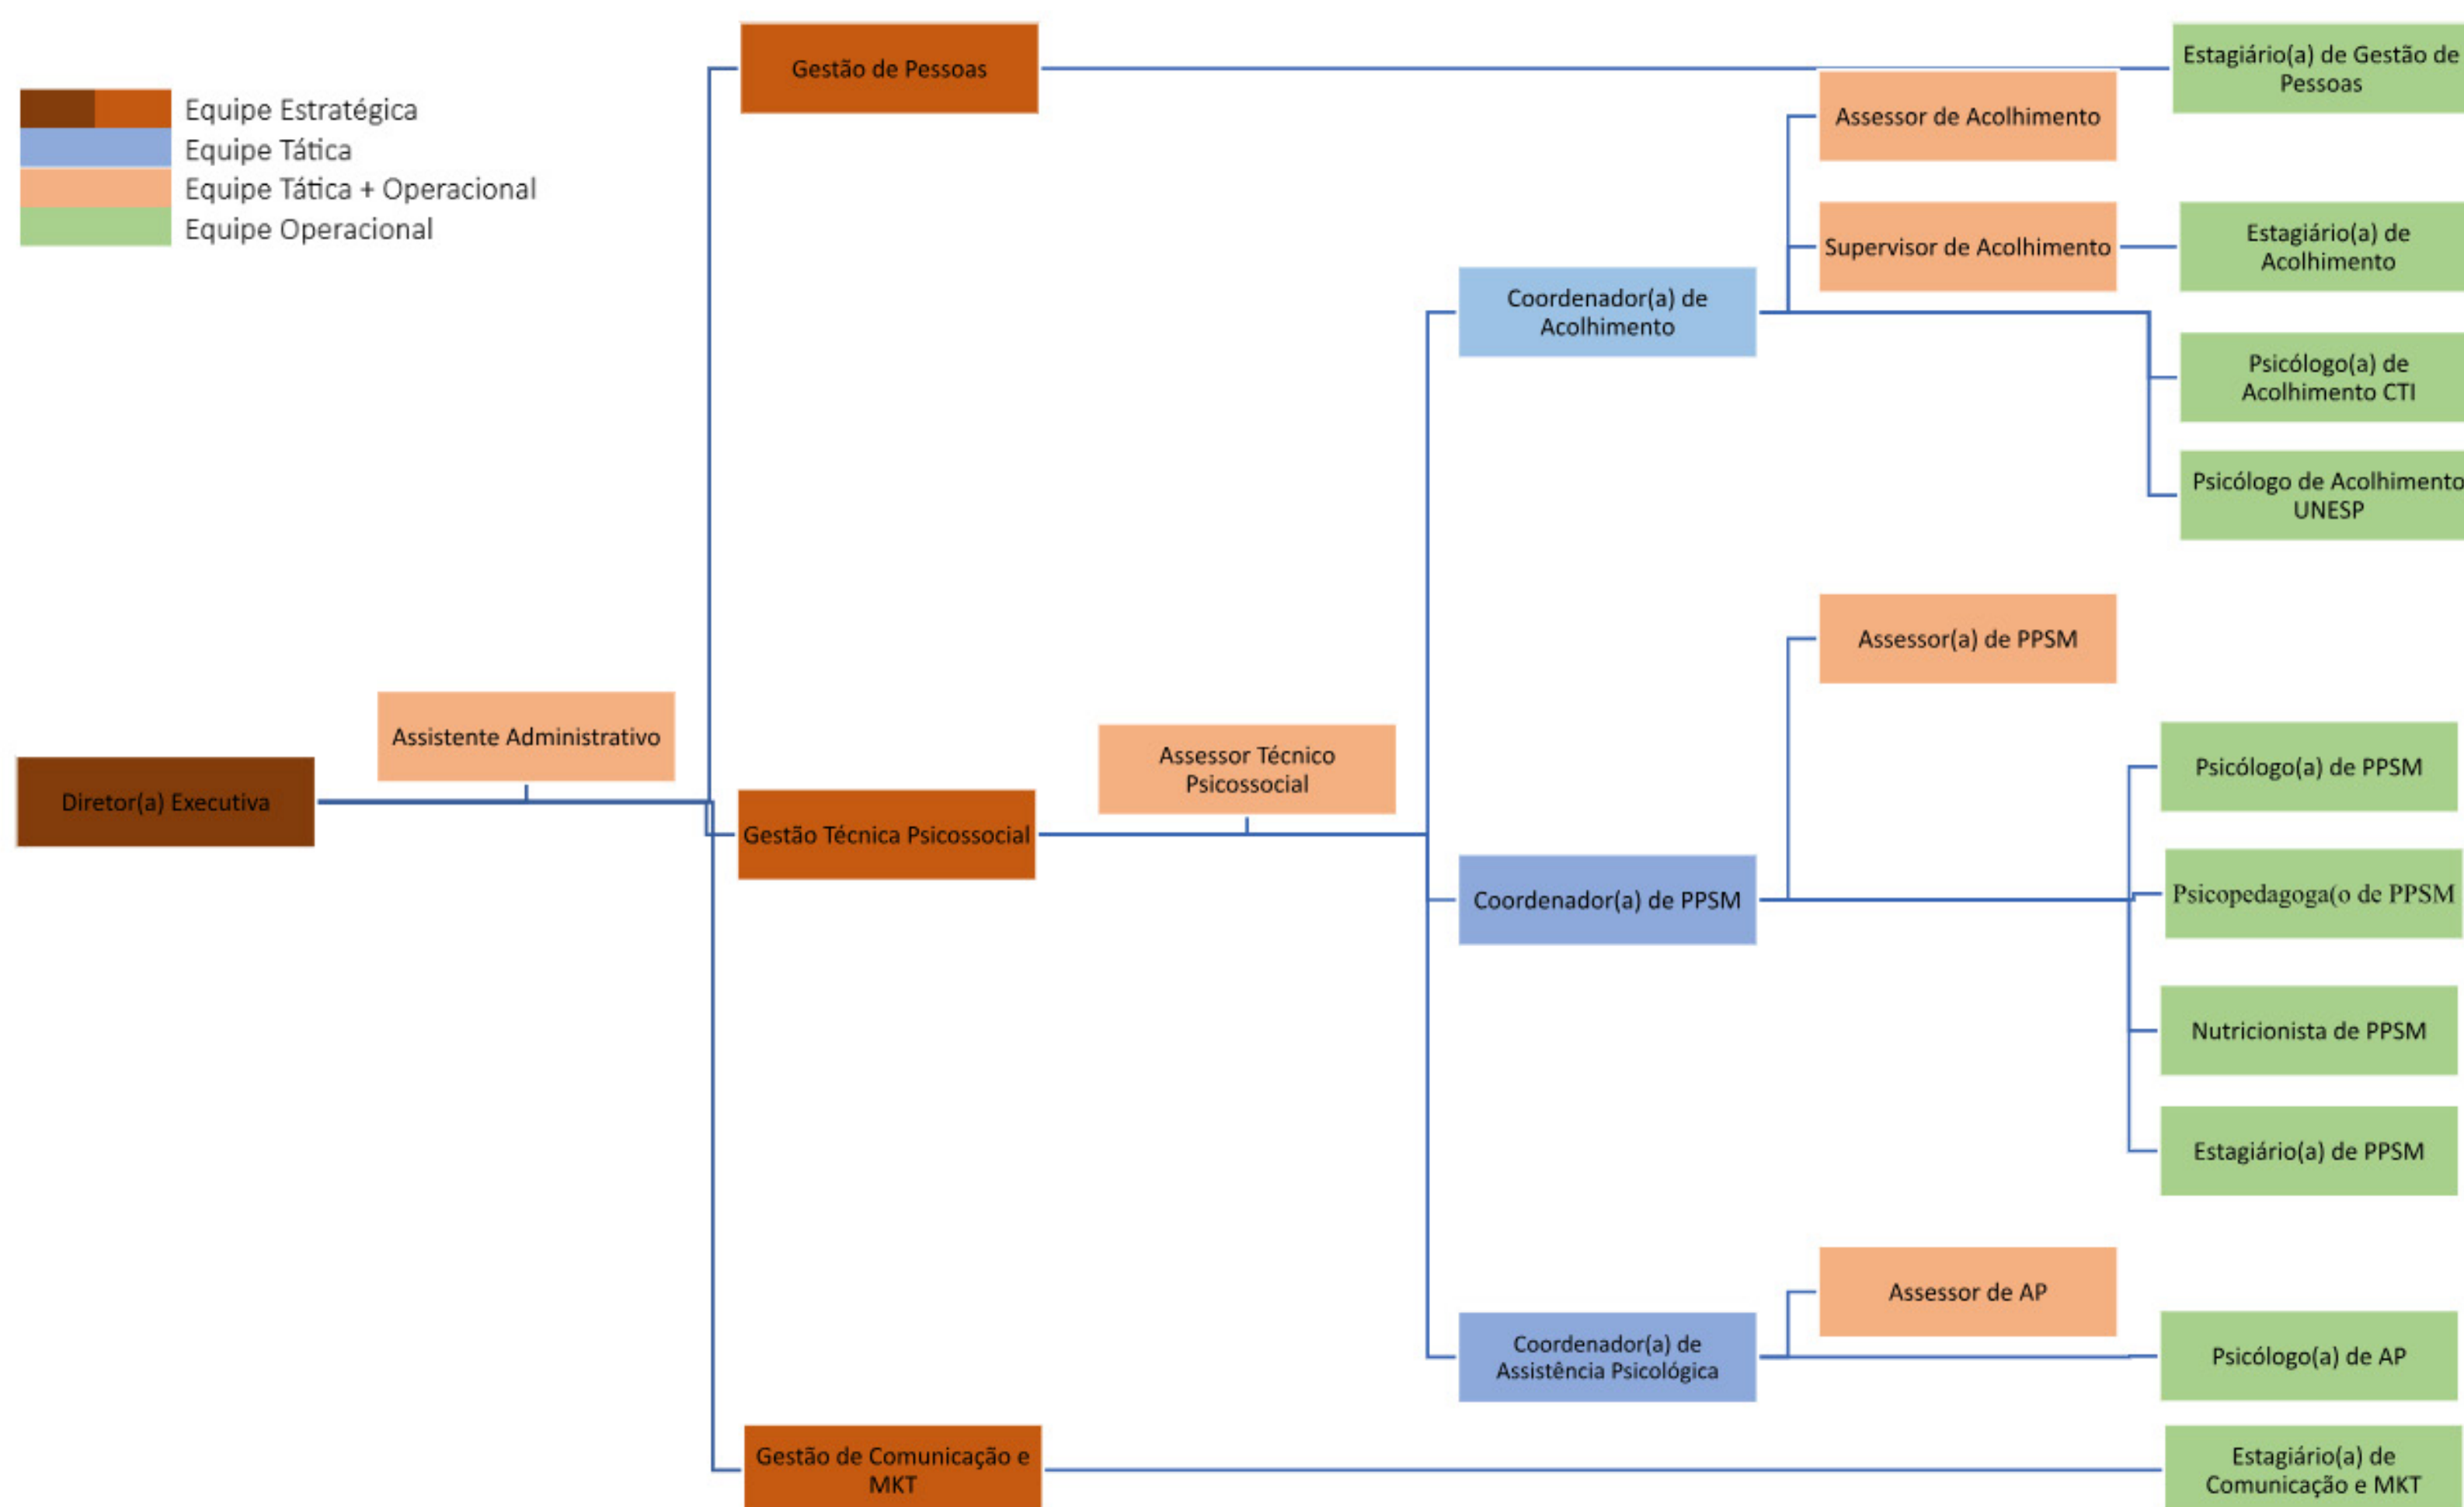 Equipe Estratégica
Equipe Tática
Equipe Tática + Operacional
Equipe Operacional
Diretor(a) Executiva
Assistente Administrativo
Gestão de Pessoas
Estagiário(a) de Gestão de
Pessoas
Gestão Técnica Psicossocial
Assessor Técnico
Psicossocial
Coordenador(a) de
Acolhimento
Assessor de Acolhimento
Supervisor de Acolhimento
Estagiário(a) de
Acolhimento
Psicólogo(a) de
Acolhimento CTI
Psicólogo de Acolhimento
UNESP
Coordenador(a) de PPSM
Assessor(a) de PPSM
Psicólogo(a) de PPSM
Psicopedagoga(o de PPSM
Nutricionista de PPSM
Estagiário(a) de PPSM
Coordenador(a) de
Assistência Psicológica
Assessor de AP
Psicólogo(a) de AP
Gestão de Comunicação e
MKT
Estagiário(a) de
Comunicação e MKT